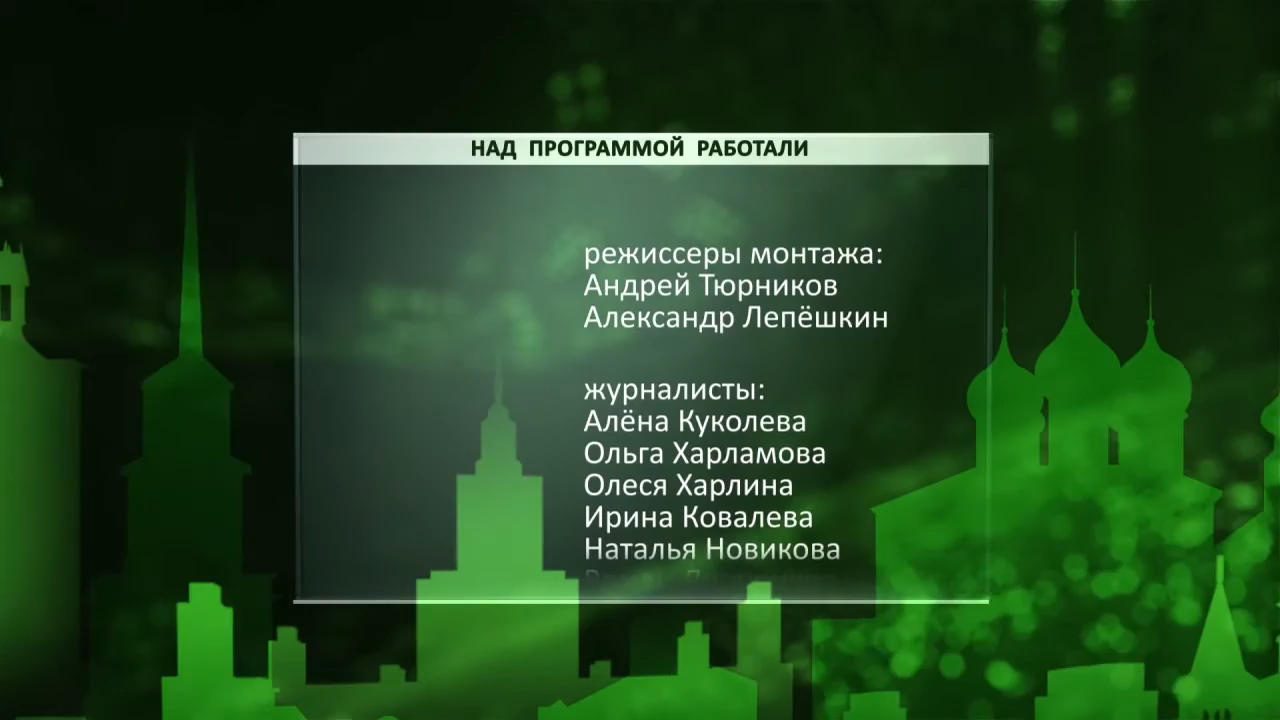 НАД ПРОГРАММОЙ РАБОТАЛИ
режиссеры монтажа:
Андрей Тюрников
Александр Лепёшкин
журналисты:
Алёна Куколева
Ольга Харламова
Олеся Харлина
Ирина Ковалева
Наталья Новикова